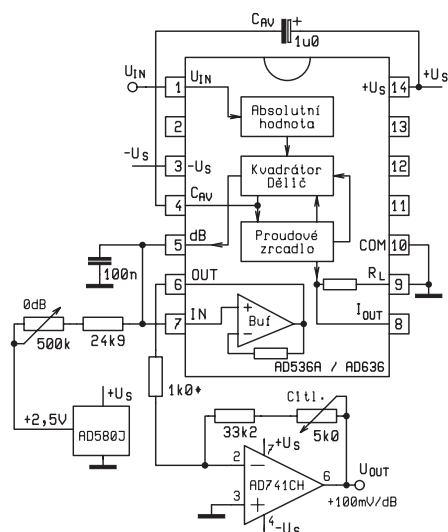 C_AV
+
1u0
U_IN
1
U_IN
+U_S
14
+U_S
Absolutní
hodnota
2
13
-U_S
3
-U_S
Kvadrátor
Dělič
12
4
C_AV
11
5
dB
Proudové
zrcadlo
COM
10
100n
6
OUT
R_L
9
0dB
500k
24k9
7
IN
+
-
Buf
I_OUT
8
AD536A / AD636
1k0*
Citl.
+U_S
33k2
5k0
+2,5V
AD580J
7
+U_S
2
-
AD741CH
6
U_OUT
3
+
+100mV/dB
4
-U_S